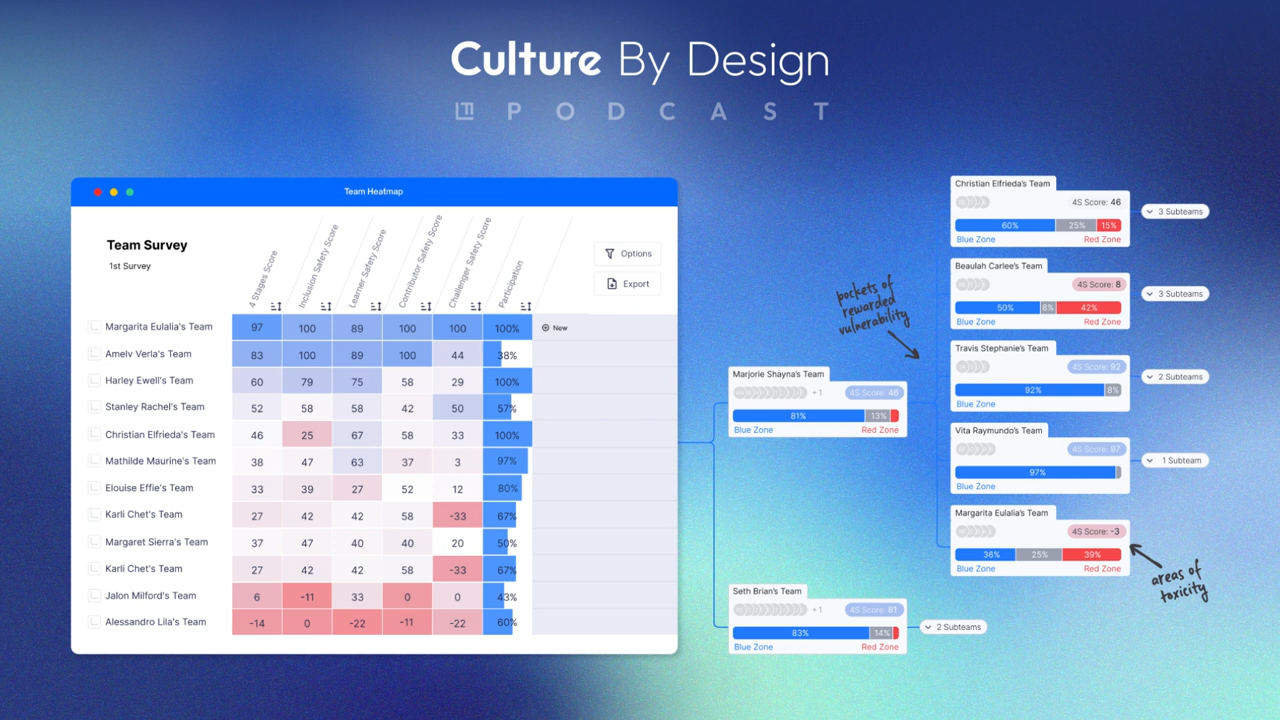 Culture By Design
PODCAST
Team Heatmap
Team Survey
1st Survey
Options
Export
4 Stages Score
Inclusion Safety Score
Learner Safety Score
Contributor Safety Score
Challenger Safety Score
Participation
Margarita Eulalia's Team 97 100 89 100 100 100% New
Amelv Verla's Team 83 100 89 100 44 38%
Harley Ewell's Team 60 79 75 58 29 100%
Stanley Rachel's Team 52 58 58 42 50 57%
Christian Elfrieda's Team 46 25 67 58 33 100%
Mathilde Maurine's Team 38 47 63 37 3 97%
Elouise Effie's Team 33 39 27 52 12 80%
Karli Chet's Team 27 42 42 58 -33 67%
Margaret Sierra's Team 37 47 40 40 20 50%
Karli Chet's Team 27 42 42 58 -33 67%
Jalon Milford's Team 6 -11 33 0 0 43%
Alessandro Lila's Team -14 0 -22 -11 -22 60%
Marjorie Shayna's Team
+1 4S Score: 46
81% 13%
Blue Zone Red Zone
Seth Brian's Team
+1 4S Score: 81
83% 14%
Blue Zone Red Zone
2 Subteams
pockets of
rewarded
vulnerability
Christian Elfrieda's Team
4S Score: 46
60% 25% 15%
Blue Zone Red Zone
3 Subteams
Beaulah Carlee's Team
4S Score: 8
50% 8% 42%
Blue Zone Red Zone
3 Subteams
Travis Stephanie's Team
4S Score: 92
92% 8%
Blue Zone
2 Subteams
Vita Raymundo's Team
4S Score: 97
97%
Blue Zone
1 Subteam
Margarita Eulalia's Team
4S Score: -3
36% 25% 39%
Blue Zone Red Zone
areas of
toxicity